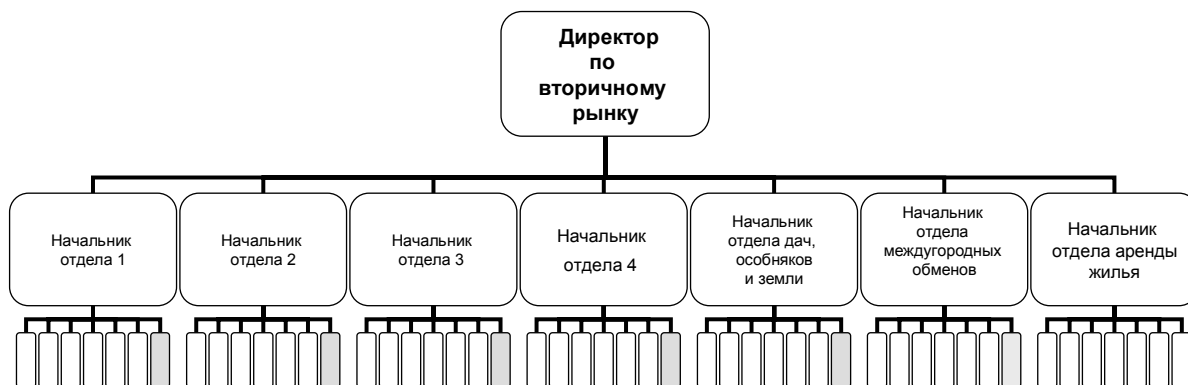 Директор
по
вторичному
рынку
Начальник
отдела 1
Начальник
отдела 2
Начальник
отдела 3
Начальник
отдела 4
Начальник
отдела дач,
особняков
и земли
Начальник
отдела
междугородных
обменов
Начальник
отдела аренды
жилья